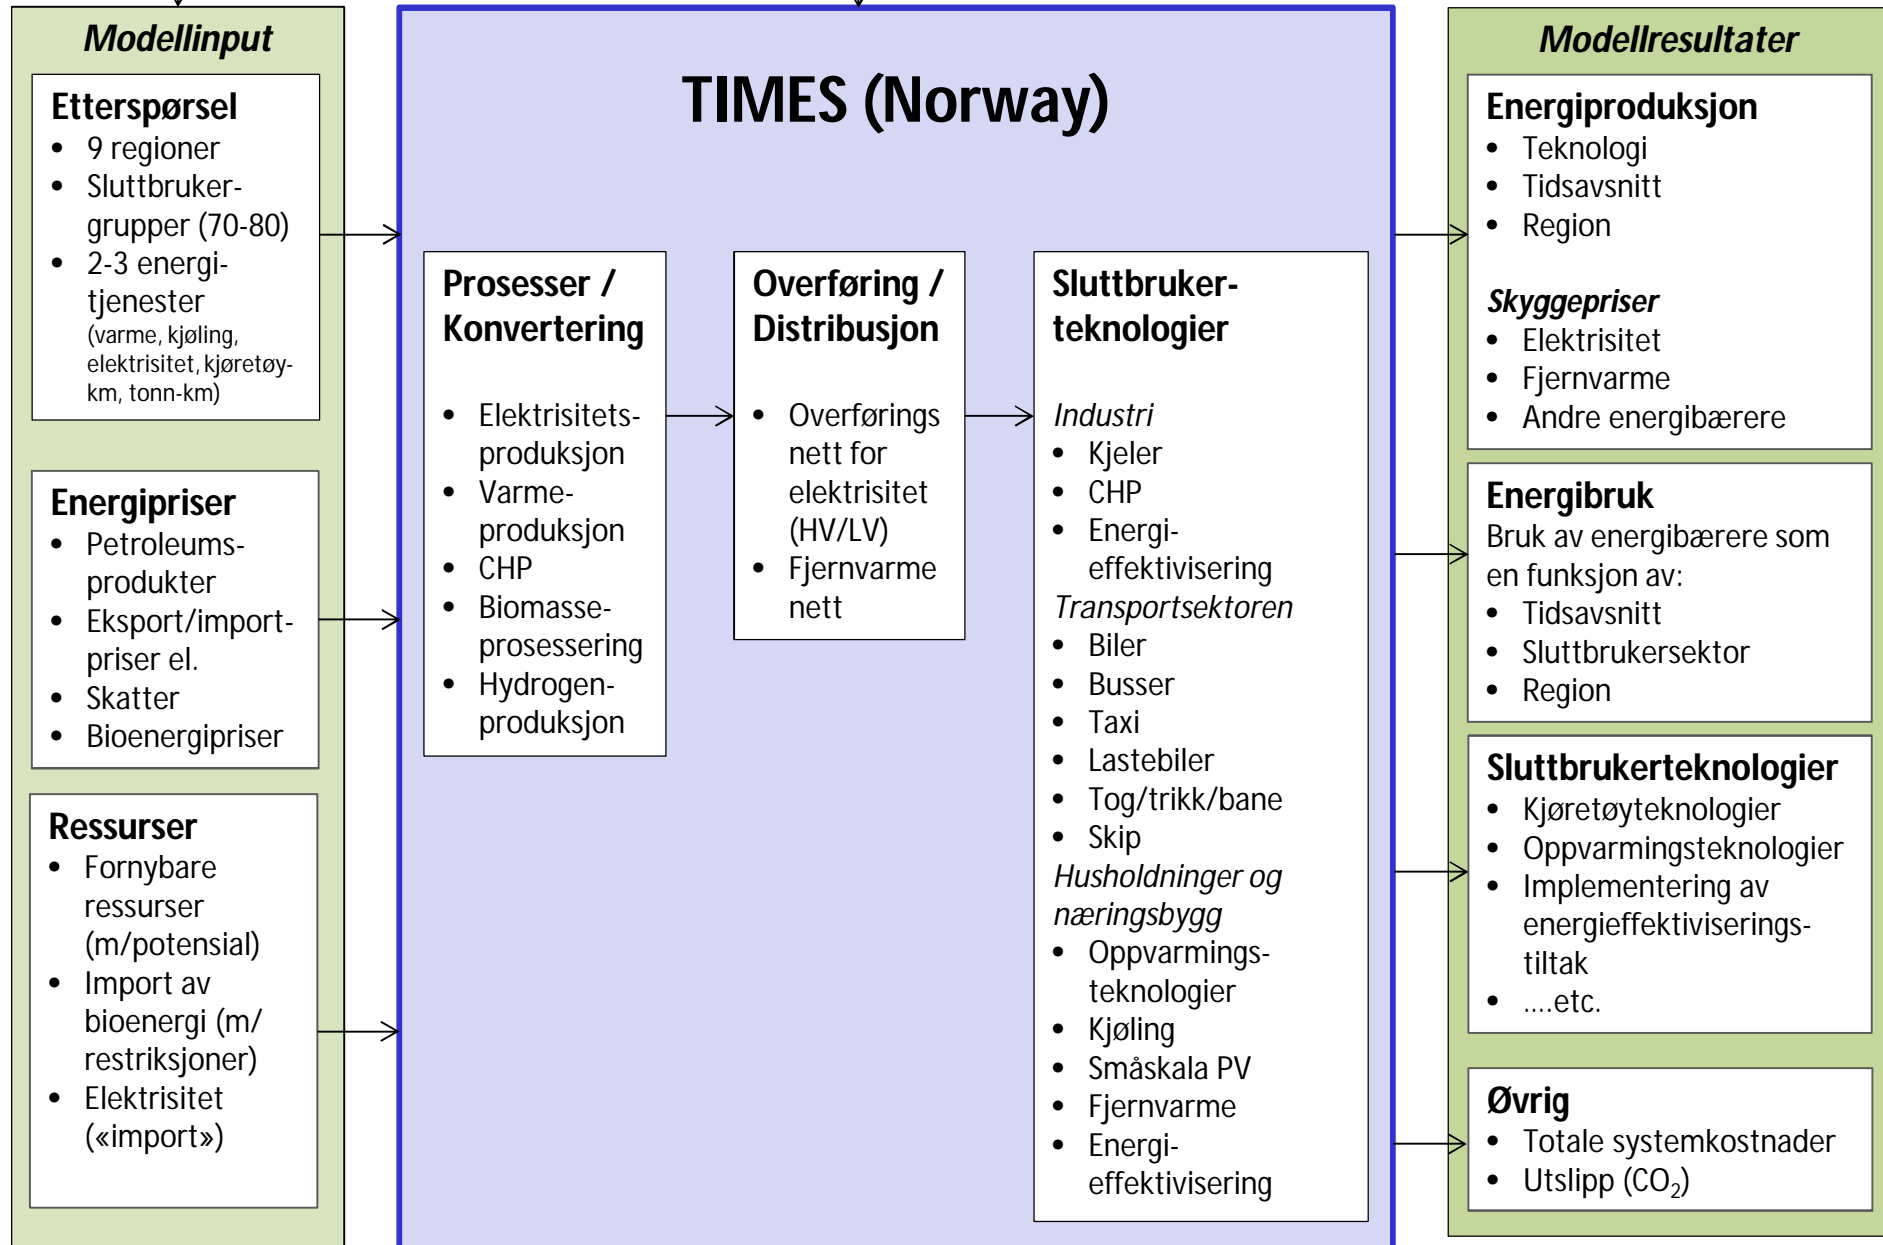 Modellinput
Etterspørsel
• 9 regioner
• Sluttbruker-
grupper (70-80)
• 2-3 energi-
tjenester
(varme, kjøling,
elektrisitet, kjøretøy-
km, tonn-km)
Energipriser
• Petroleums-
produkter
• Eksport/import-
priser el.
• Skatter
• Bioenergipriser
Ressurser
• Fornybare
ressurser
(m/potensial)
• Import av
bioenergi (m/
restriksjoner)
• Elektrisitet
(«import»)
TIMES (Norway)
Prosesser /
Konvertering
• Elektrisitets-
produksjon
• Varme-
produksjon
• CHP
• Biomasse-
prosessering
• Hydrogen-
produksjon
Overføring /
Distribusjon
• Overførings
nett for
elektrisitet
(HV/LV)
• Fjernvarme
nett
Sluttbruker-
teknologier
Industri
• Kjeler
• CHP
• Energi-
effektivisering
Transportsektoren
• Biler
• Busser
• Taxi
• Lastebiler
• Tog/trikk/bane
• Skip
Husholdninger og
næringsbygg
• Oppvarmings-
teknologier
• Kjøling
• Småskala PV
• Fjernvarme
• Energi-
effektivisering
Modellresultater
Energiproduksjon
• Teknologi
• Tidsavsnitt
• Region
Skyggepriser
• Elektrisitet
• Fjernvarme
• Andre energibærere
Energibruk
Bruk av energibærere som
en funksjon av:
• Tidsavsnitt
• Sluttbrukersektor
• Region
Sluttbrukerteknologier
• Kjøretøyteknologier
• Oppvarmingsteknologier
• Implementering av
energieffektiviserings-
tiltak
• ....etc.
Øvrig
• Totale systemkostnader
• Utslipp (CO₂)